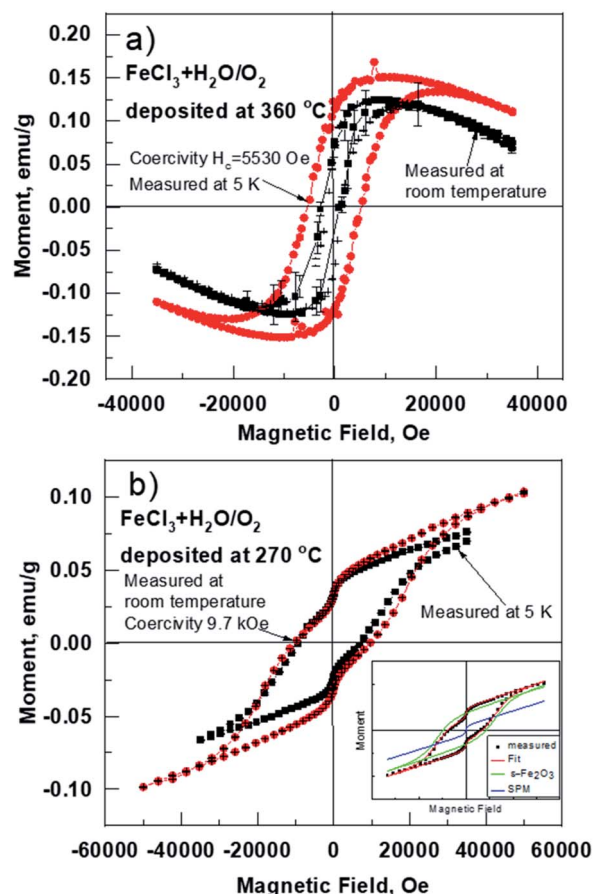 a)
FeCl3+H2O/O2
deposited at 360 °C
Coercivity Hc=5530 Oe
Measured at 5 K
Measured at
room temperature
Moment, emu/g
0.20
0.15
0.10
0.05
0.00
-0.05
-0.10
-0.15
0.20
-40000 -20000 0 20000 40000
Magnetic Field, Oe
b)
FeCl3+H2O/O2
deposited at 270 °C
Measured at
room temperature
Coercivity 9.7 kOe
Measured at 5 K
Moment, emu/g
0.10
0.05
0.00
-0.05
-0.10
-60000 -40000 -20000 0 20000 40000 60000
Magnetic Field, Oe
Moment
Magnetic Field
measured
Fit
s-Fe2O3
SPM